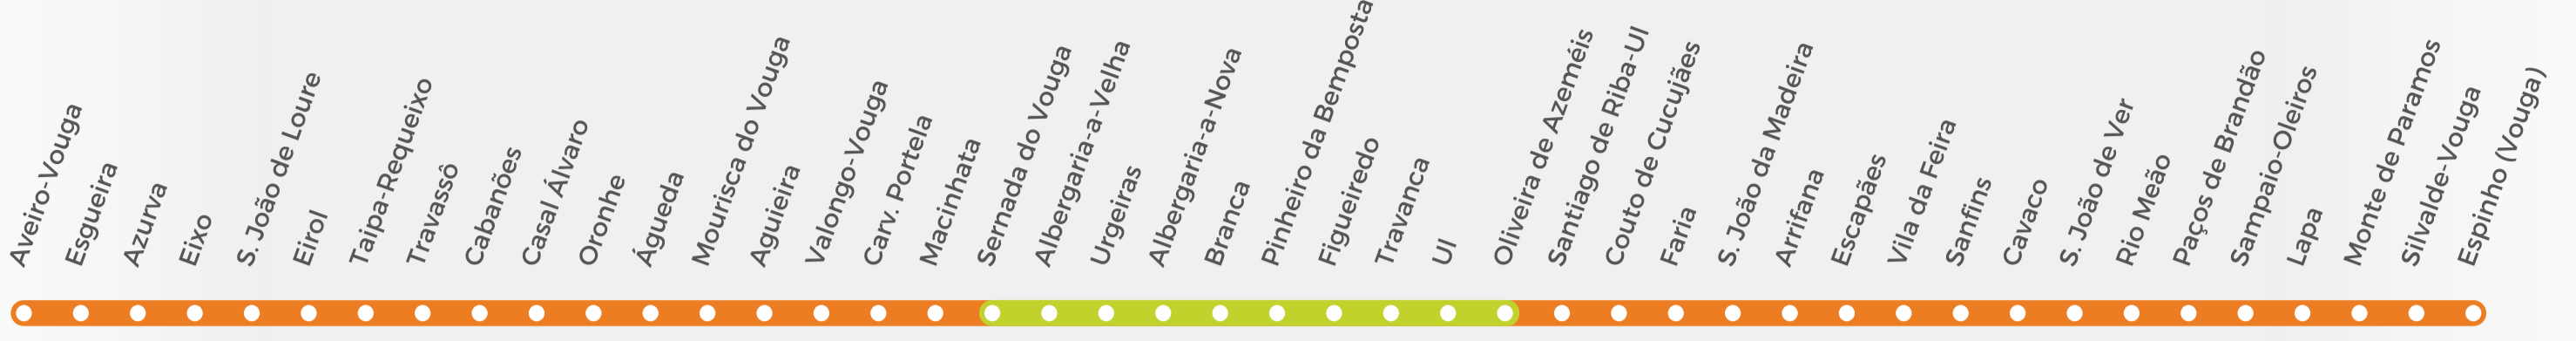 Aveiro-Vouga
Esgueira
Azurva
Eixo
S. João de Loure
Eirol
Taipa-Requeixo
Travassô
Cabanões
Casal Álvaro
Oronhe
Águeda
Mourisca do Vouga
Aguieira
Valongo-Vouga
Carv. Portela
Macinhata
Sernada do Vouga
Albergaria-a-Velha
Urgeiras
Albergaria-a-Nova
Branca
Pinheiro da Bemposta
Figueiredo
Travanca
Ul
Oliveira de Azeméis
Santiago de Riba-Ul
Couto de Cucujães
Faria
S. João da Madeira
Arrifana
Escapães
Vila da Feira
Sanfins
Cavaco
S. João de Ver
Rio Meão
Paços de Brandão
Sampaio-Oleiros
Lapa
Monte de Paramos
Silvalde-Vouga
Espinho (Vouga)